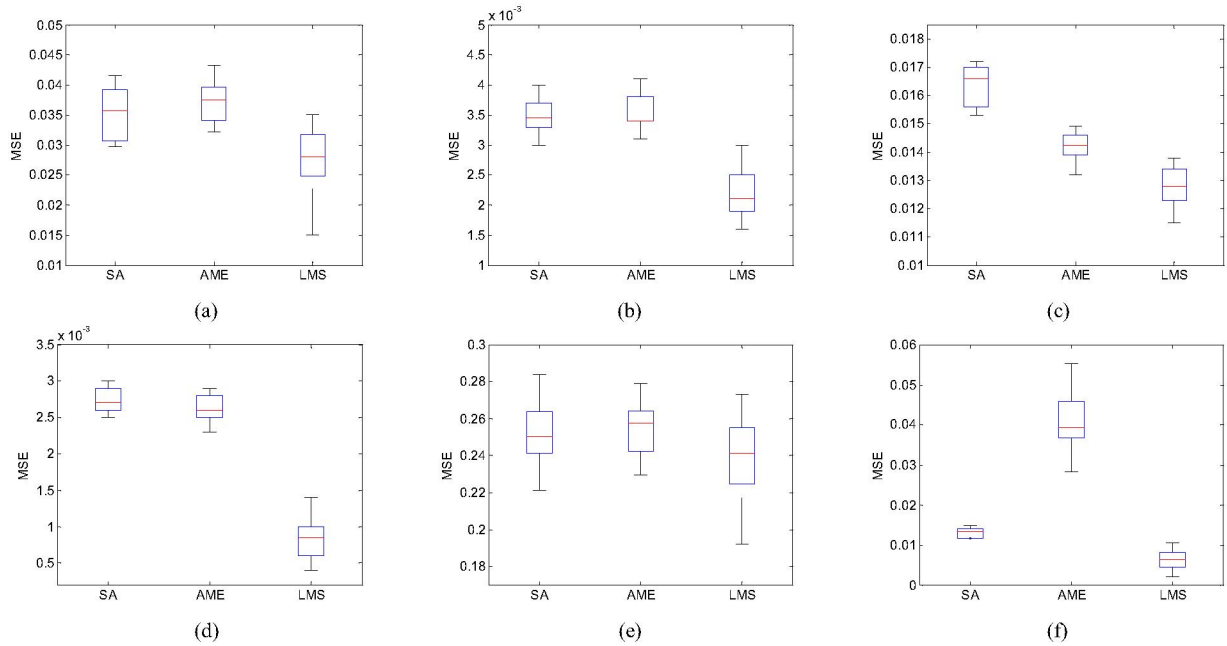 0.05
0.045
0.04
0.035
0.03
0.025
0.02
0.015
0.01
MSE
SA AME LMS
(a)
x 10⁻³
5
4.5
4
3.5
3
2.5
2
1.5
1
MSE
SA AME LMS
(b)
0.018
0.017
0.016
0.015
0.014
0.013
0.012
0.011
0.01
MSE
SA AME LMS
(c)
x 10⁻³
3.5
3
2.5
2
1.5
1
0.5
MSE
SA AME LMS
(d)
0.3
0.28
0.26
0.24
0.22
0.2
0.18
MSE
SA AME LMS
(e)
0.06
0.05
0.04
0.03
0.02
0.01
0
MSE
SA AME LMS
(f)